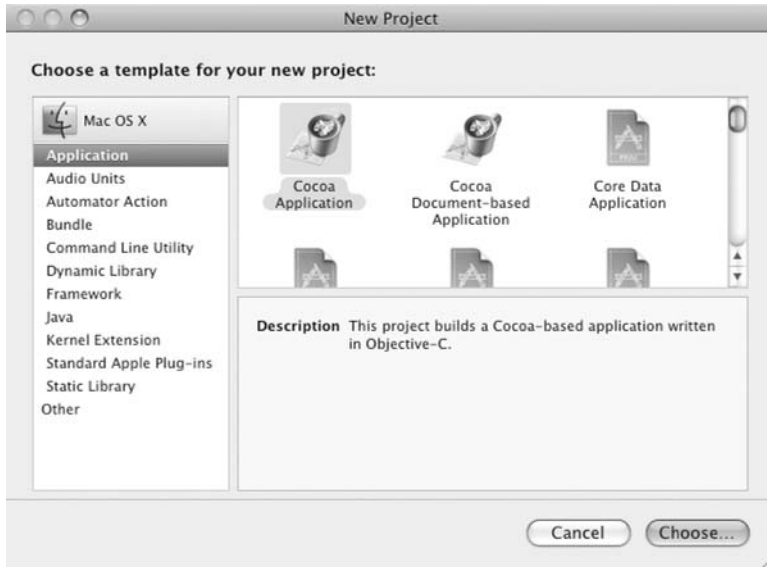 New Project
Choose a template for your new project:
Mac OS X
Application
Audio Units
Automator Action
Bundle
Command Line Utility
Dynamic Library
Framework
Java
Kernel Extension
Standard Apple Plug-ins
Static Library
Other
Cocoa
Application
Cocoa
Document-based
Application
Core Data
Application
Description This project builds a Cocoa-based application written
in Objective-C.
Cancel
Choose...